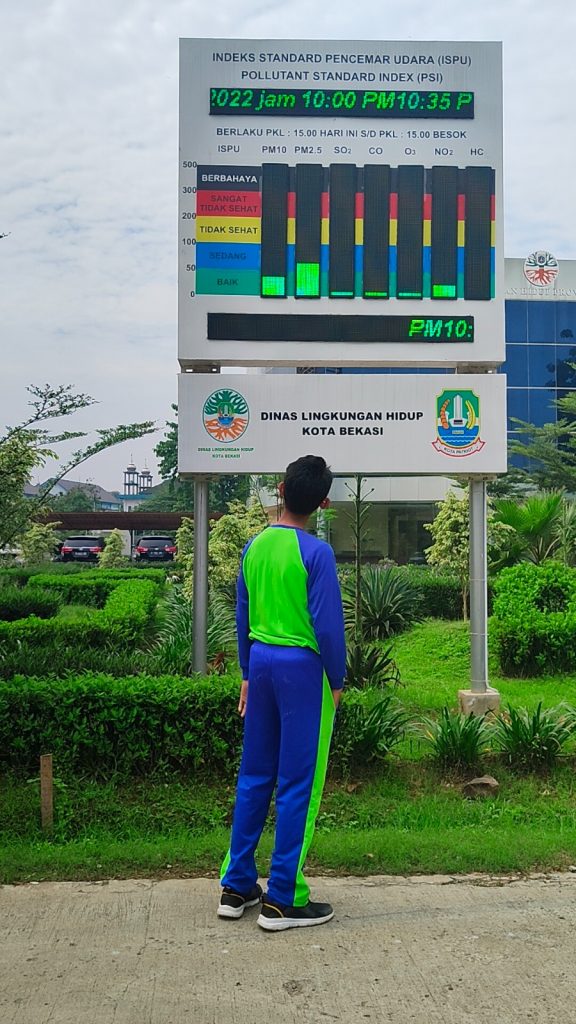 INDEKS STANDARD PENCEMAR UDARA (ISPU)
POLLUTANT STANDARD INDEX (PSI)
2022 jam 10:00 PM10:35 P
BERLAKU PKL : 15.00 HARI INI S/D PKL : 15.00 BESOK
ISPU PM10 PM2.5 SO2 CO O3 NO2 HC
500
BERBAHAYA
300
SANGAT
TIDAK SEHAT
200
TIDAK SEHAT
100
SEDANG
50
BAIK
0
PM10:
DINAS LINGKUNGAN HIDUP
KOTA BEKASI
DINAS LINGKUNGAN HIDUP
KOTA BEKASI
KOTA PATRIOT